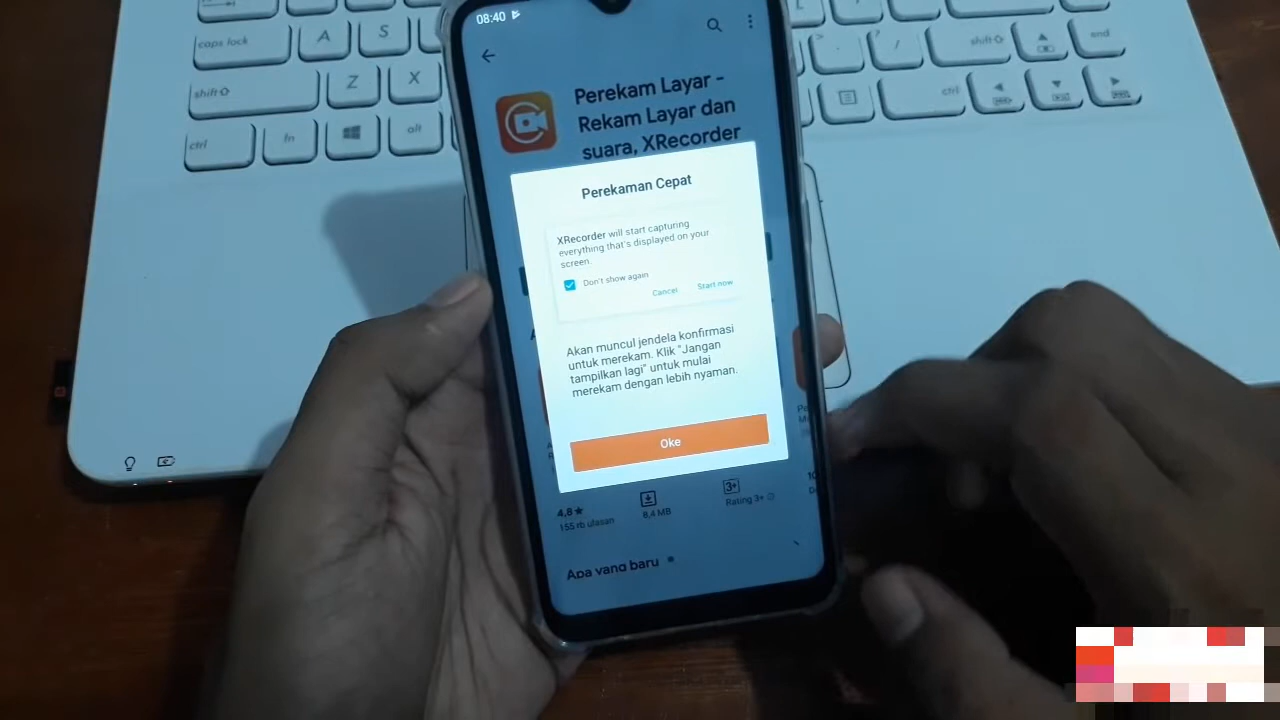 caps lock
A
S
shift
Z
X
ctrl
fn
alt
shift
end
ctrl
08:40
Perekam Layar -
Rekam Layar dan
suara, XRecorder
Perekaman Cepat
XRecorder will start capturing
everything that's displayed on your
screen.
Don't show again
Cancel
Start now
Akan muncul jendela konfirmasi
untuk merekam. Klik "Jangan
tampilkan lagi" untuk mulai
merekam dengan lebih nyaman.
Oke
4,8★
155 rb ulasan
8,4 MB
3+
Rating 3+
Apa yang baru